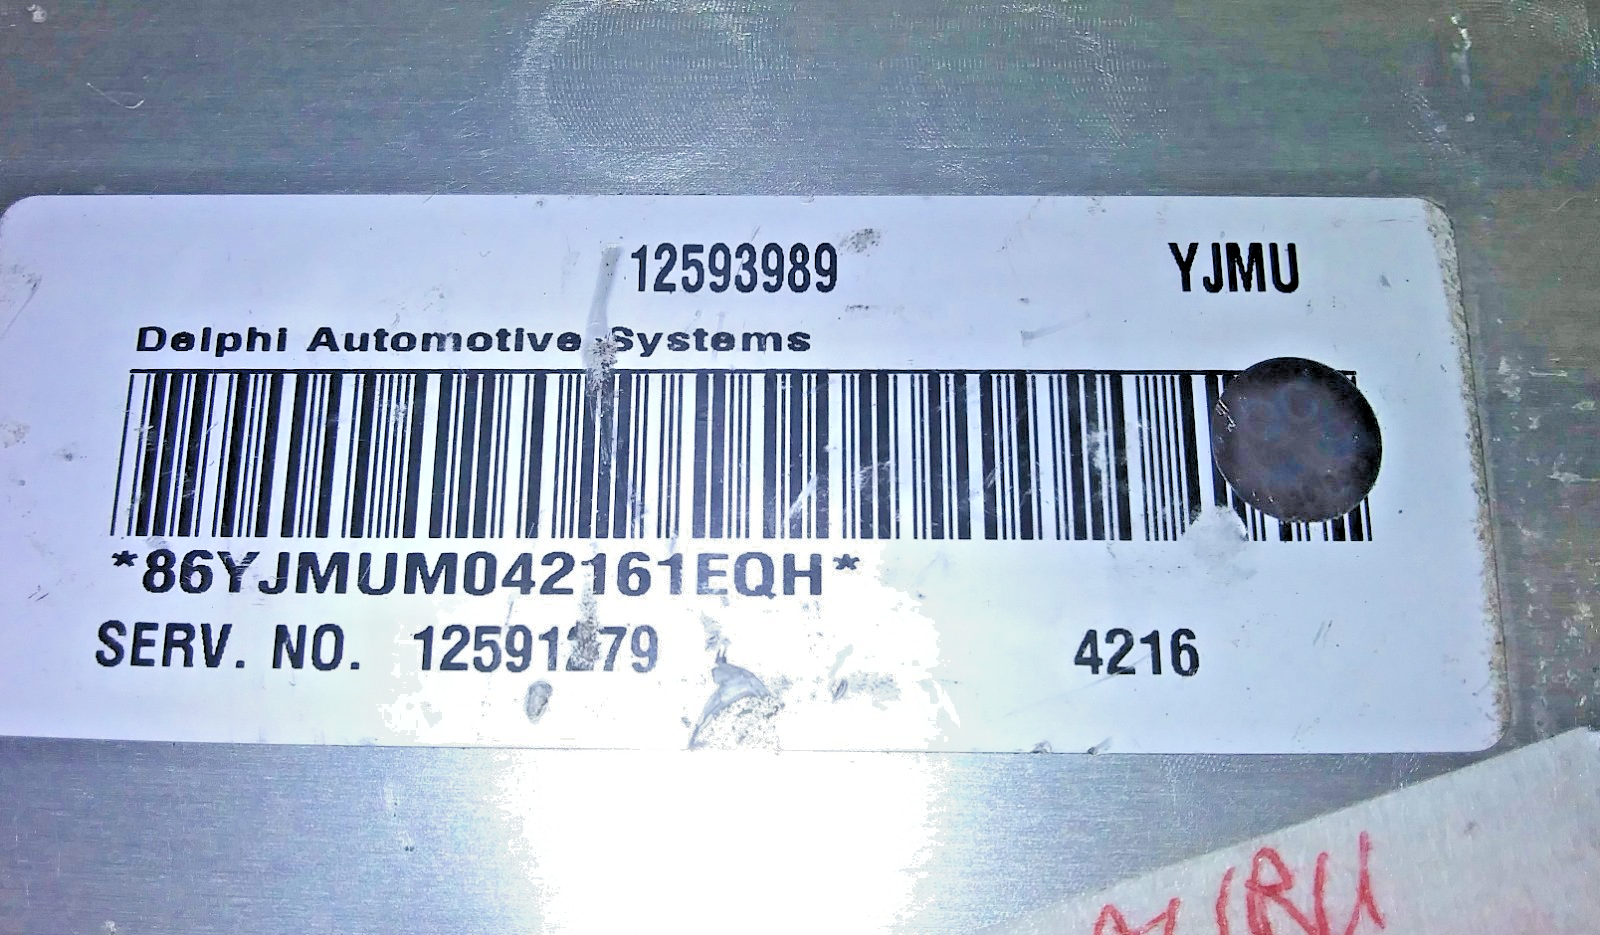 12593989 YJMU
Delphi Automotive Systems
*86YJMUM042161EQH*
SERV. NO. 12591279 4216